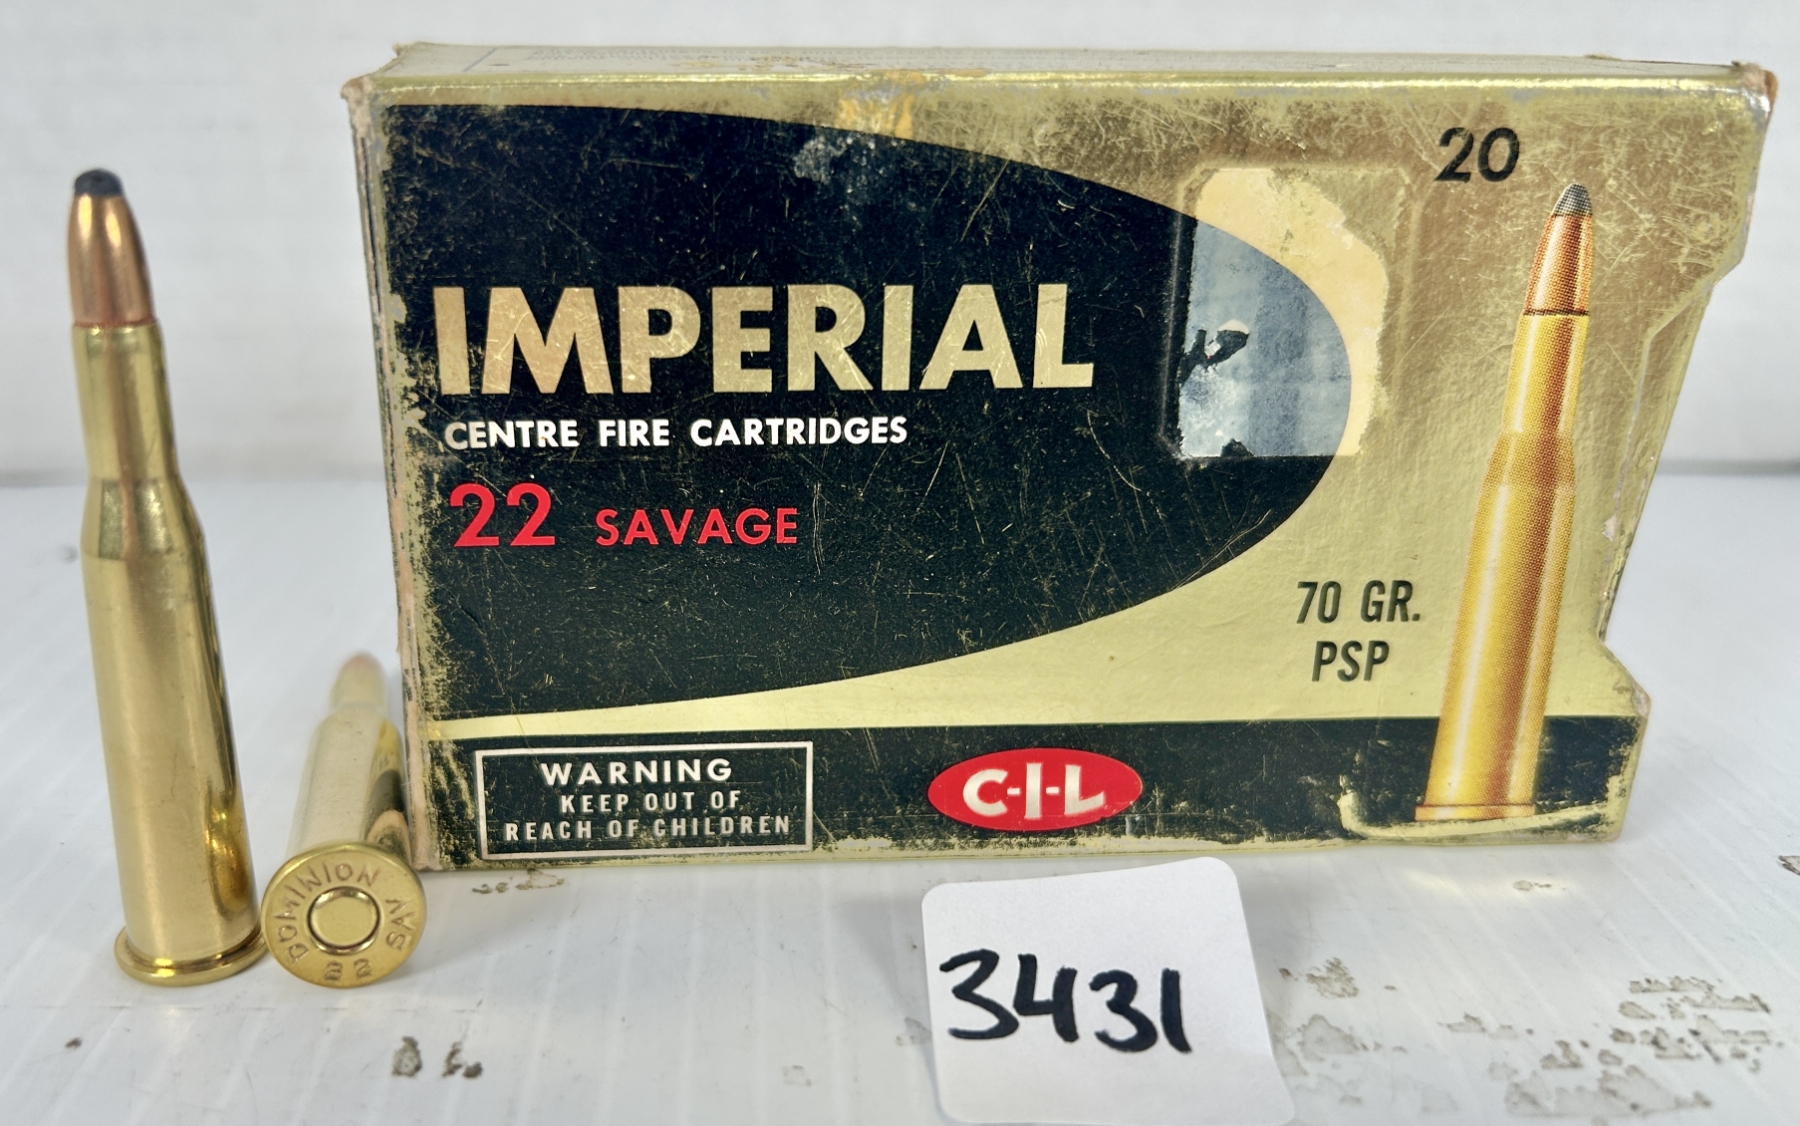 20
IMPERIAL
CENTRE FIRE CARTRIDGES
22 SAVAGE
70 GR.
PSP
WARNING
KEEP OUT OF
REACH OF CHILDREN
C-I-L
DOMINION
22 SAV
3431